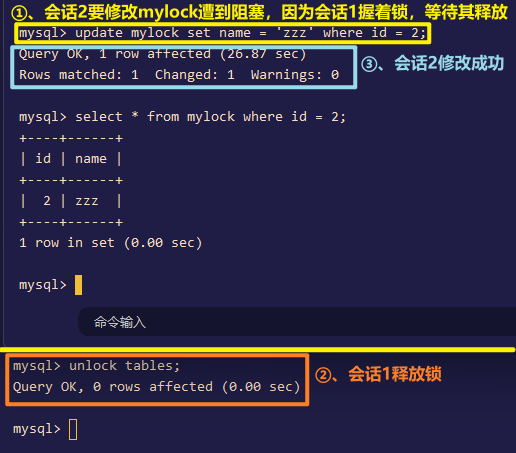 ①、会话2要修改mylock遭到阻塞，因为会话1握着锁，等待其释放
mysql> update mylock set name = 'zzz' where id = 2;
Query OK, 1 row affected (26.87 sec)
Rows matched: 1  Changed: 1  Warnings: 0
③、会话2修改成功
mysql> select * from mylock where id = 2;
+----+------+
| id | name |
+----+------+
|  2 | zzz  |
+----+------+
1 row in set (0.00 sec)
mysql>
命令输入
mysql> unlock tables;
Query OK, 0 rows affected (0.00 sec)
②、会话1释放锁
mysql>